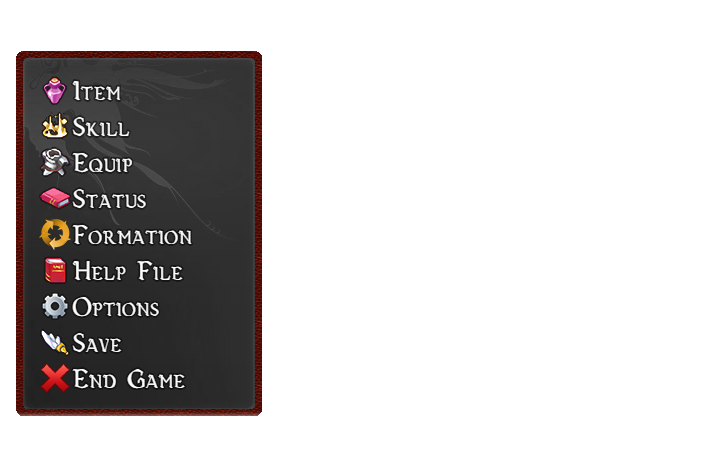 Item
Skill
Equip
Status
Formation
Help File
Options
Save
End Game